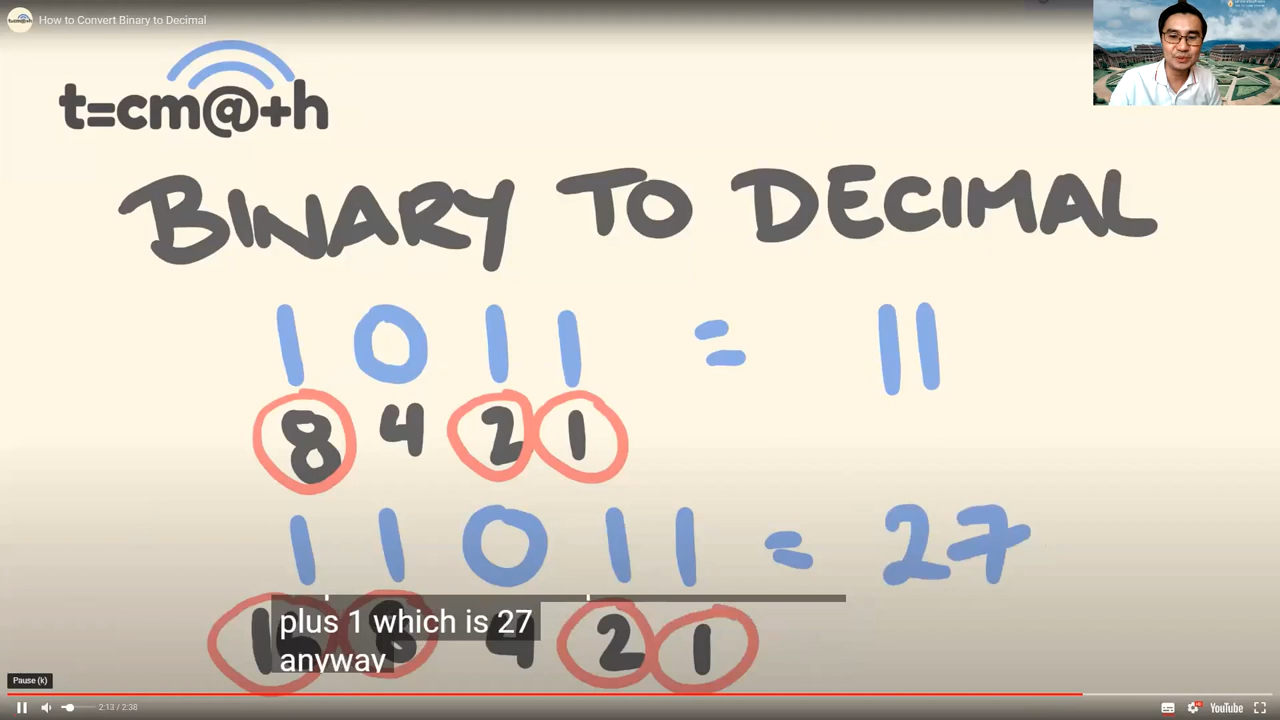 How to Convert Binary to Decimal
t=cm@+h
BINARY TO DECIMAL
1 0 1 1 = 11
8 4 2 1
1 1 0 1 1 = 27
16 8 4 2 1
plus 1 which is 27
anyway
Pause (k)
2:13 / 2:38
YouTube